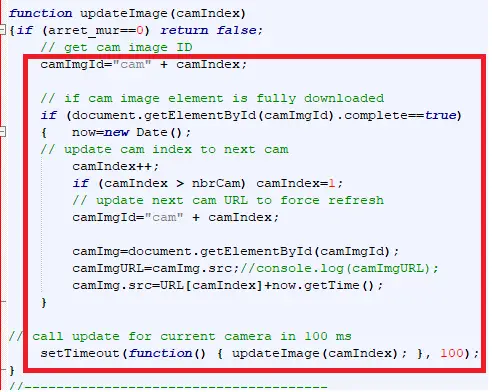 function updateImage(camIndex)
{if (arret_mur==0) return false;
// get cam image ID
camImgId="cam" + camIndex;
// if cam image element is fully downloaded
if (document.getElementById(camImgId).complete==true)
{ now=new Date();
// update cam index to next cam
camIndex++;
if (camIndex > nbrCam) camIndex=1;
// update next cam URL to force refresh
camImgId="cam" + camIndex;
camImg=document.getElementById(camImgId);
camImgURL=camImg.src;//console.log(camImgURL);
camImg.src=URL[camIndex]+now.getTime();
}
// call update for current camera in 100 ms
setTimeout(function() { updateImage(camIndex); }, 100);
}
//--------------------------------------